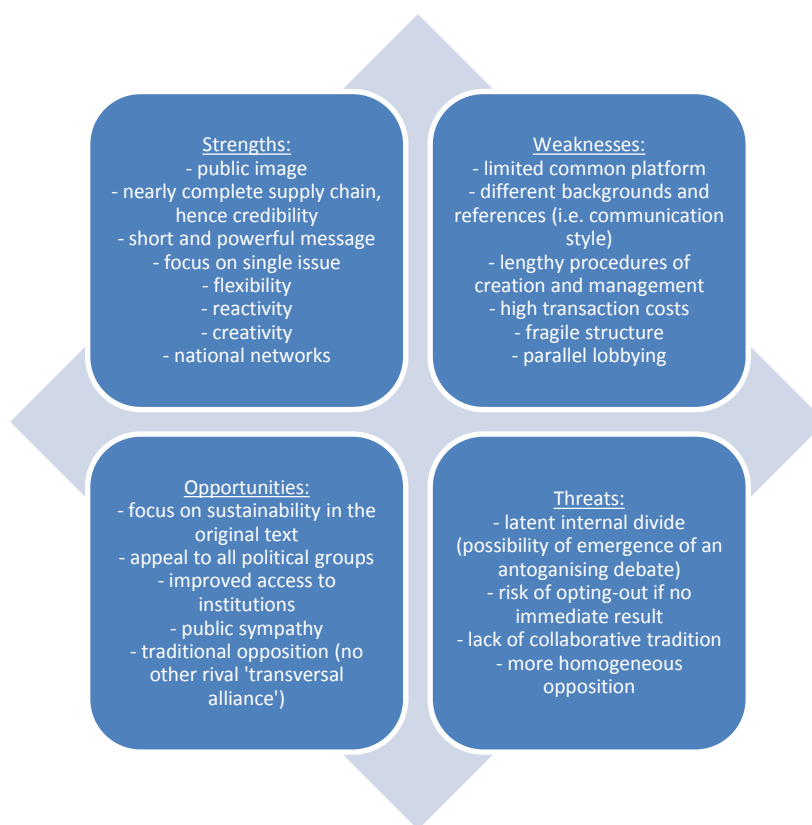 Strengths:
- public image
- nearly complete supply chain,
hence credibility
- short and powerful message
- focus on single issue
- flexibility
- reactivity
- creativity
- national networks
Weaknesses:
- limited common platform
- different backgrounds and
references (i.e. communication
style)
- lengthy procedures of
creation and management
- high transaction costs
- fragile structure
- parallel lobbying
Opportunities:
- focus on sustainability in the
original text
- appeal to all political groups
- improved access to
institutions
- public sympathy
- traditional opposition (no
other rival 'transversal
alliance')
Threats:
- latent internal divide
(possibility of emergence of an
antoganising debate)
- risk of opting-out if no
immediate result
- lack of collaborative tradition
- more homogeneous
opposition